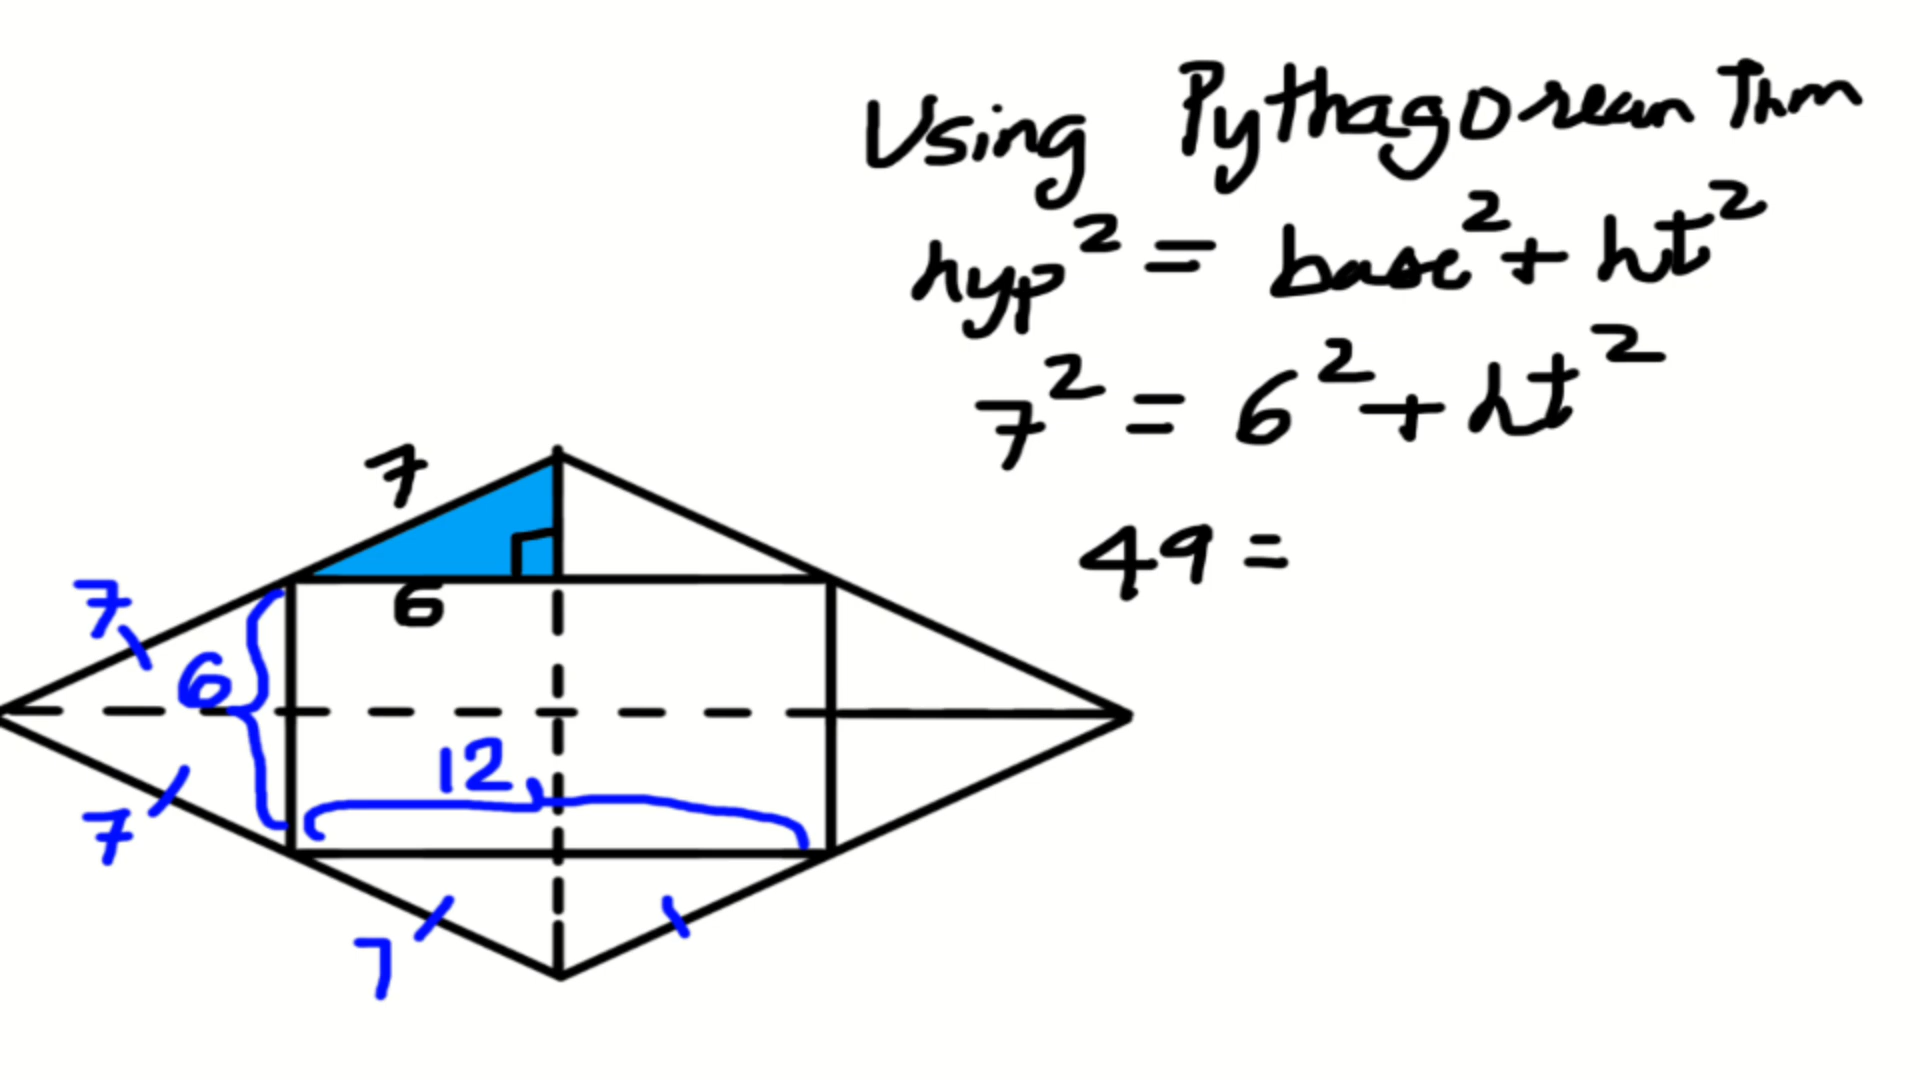 Using Pythagorean Thm
hyp² = base² + ht²
7² = 6² + ht²
49 =
7
6
7
6
12
7
7